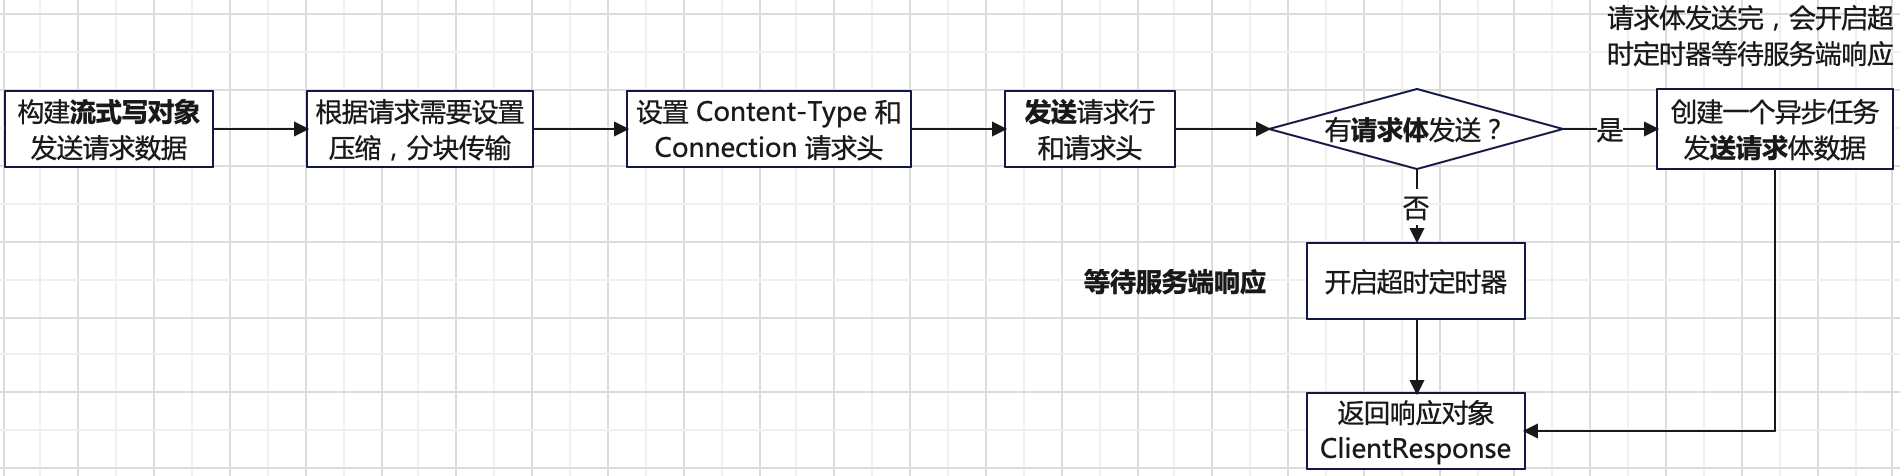 请求体发送完，会开启超
时定时器等待服务端响应
构建流式写对象
发送请求数据
根据请求需要设置
压缩，分块传输
设置 Content-Type 和
Connection 请求头
发送请求行
和请求头
有请求体发送？
是
创建一个异步任务
发送请求体数据
否
等待服务端响应
开启超时定时器
返回响应对象
ClientResponse